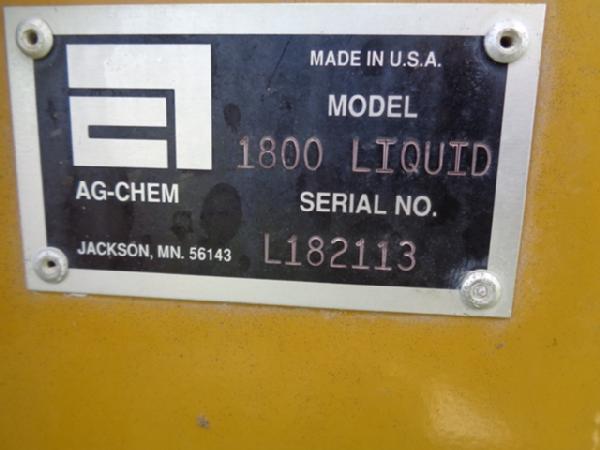 MADE IN U.S.A.
MODEL
1800 LIQUID
AG-CHEM
SERIAL NO.
JACKSON, MN. 56143
L182113